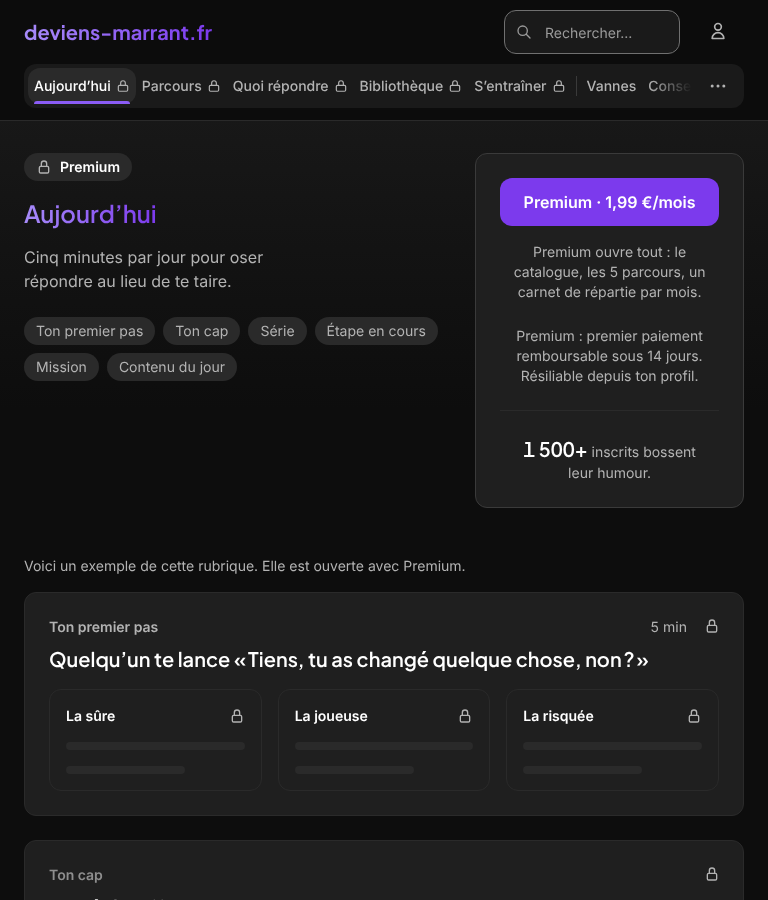 deviens-marrant.fr
Rechercher...
Aujourd’hui
Parcours
Quoi répondre
Bibliothèque
S’entraîner
Vannes
Premium
Aujourd’hui
Cinq minutes par jour pour oser
répondre au lieu de te taire.
Ton premier pas
Ton cap
Série
Étape en cours
Mission
Contenu du jour
Premium · 1,99 €/mois
Premium ouvre tout : le
catalogue, les 5 parcours, un
carnet de répartie par mois.
Premium : premier paiement
remboursable sous 14 jours.
Résiliable depuis ton profil.
1 500+ inscrits bossent
leur humour.
Voici un exemple de cette rubrique. Elle est ouverte avec Premium.
Ton premier pas
5 min
Quelqu’un te lance « Tiens, tu as changé quelque chose, non ? »
La sûre
La joueuse
La risquée
Ton cap